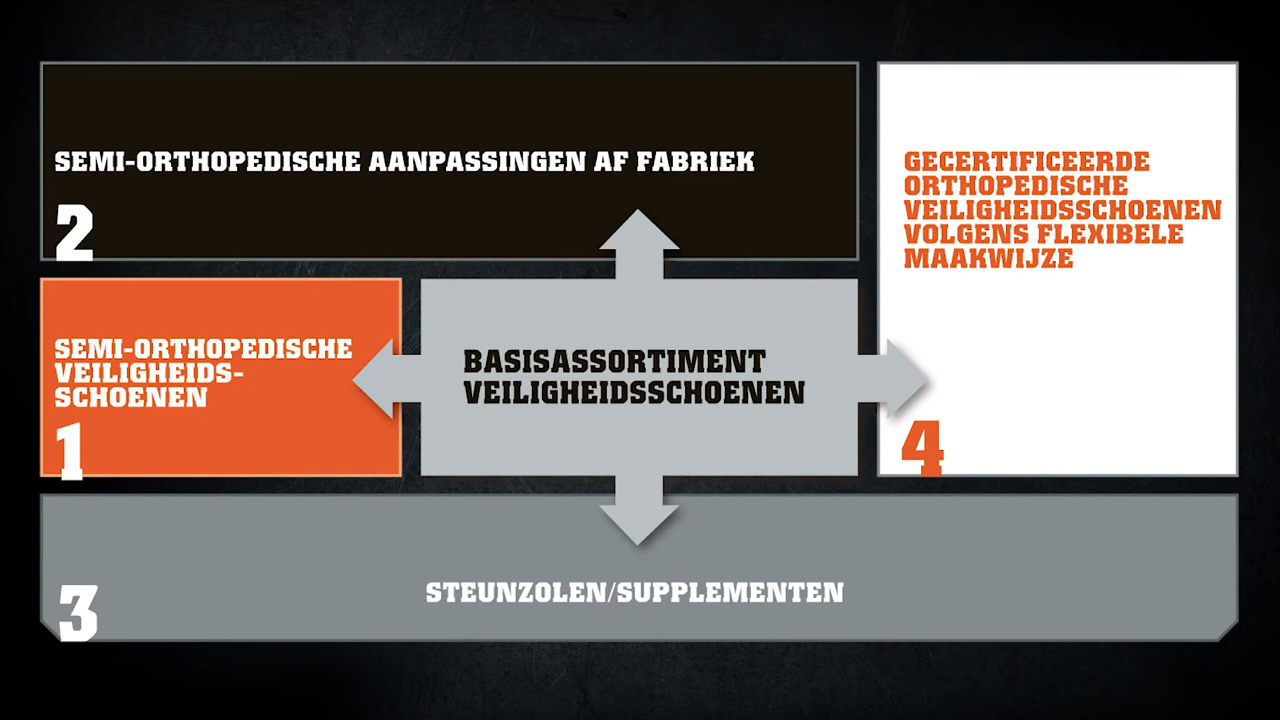 SEMI-ORTHOPEDISCHE AANPASSINGEN AF FABRIEK
2
GECERTIFICEERDE
ORTHOPEDISCHE
VEILIGHEIDSSCHOENEN
VOLGENS FLEXIBELE
MAAKWIJZE
4
SEMI-ORTHOPEDISCHE
VEILIGHEIDS-
SCHOENEN
1
BASISASSORTIMENT
VEILIGHEIDSSCHOENEN
3
STEUNZOLEN/SUPPLEMENTEN